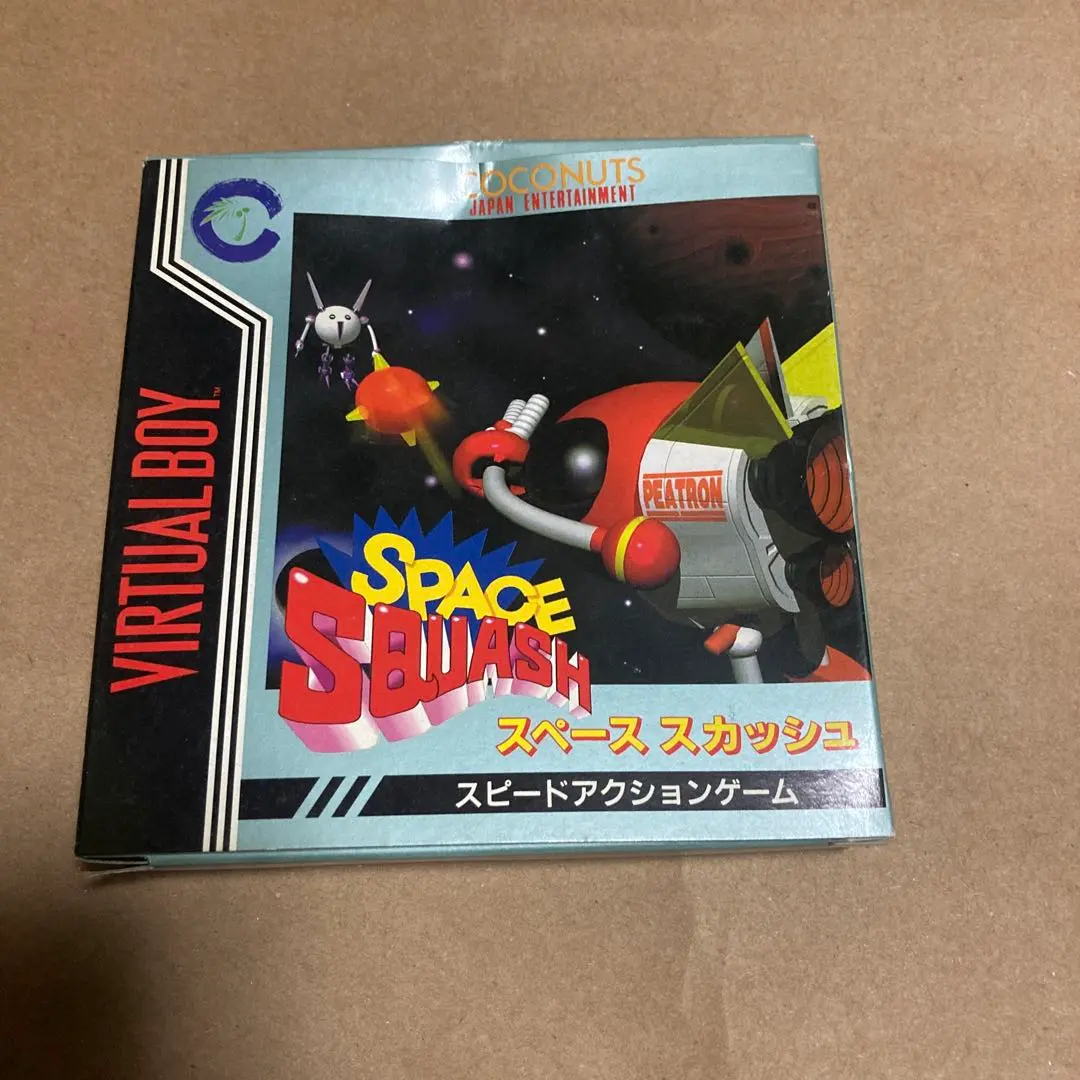 COCONUTS
JAPAN ENTERTAINMENT
VIRTUAL BOY™
PEATRON
SPACE
SQUASH
スペース スカッシュ
スピードアクションゲーム